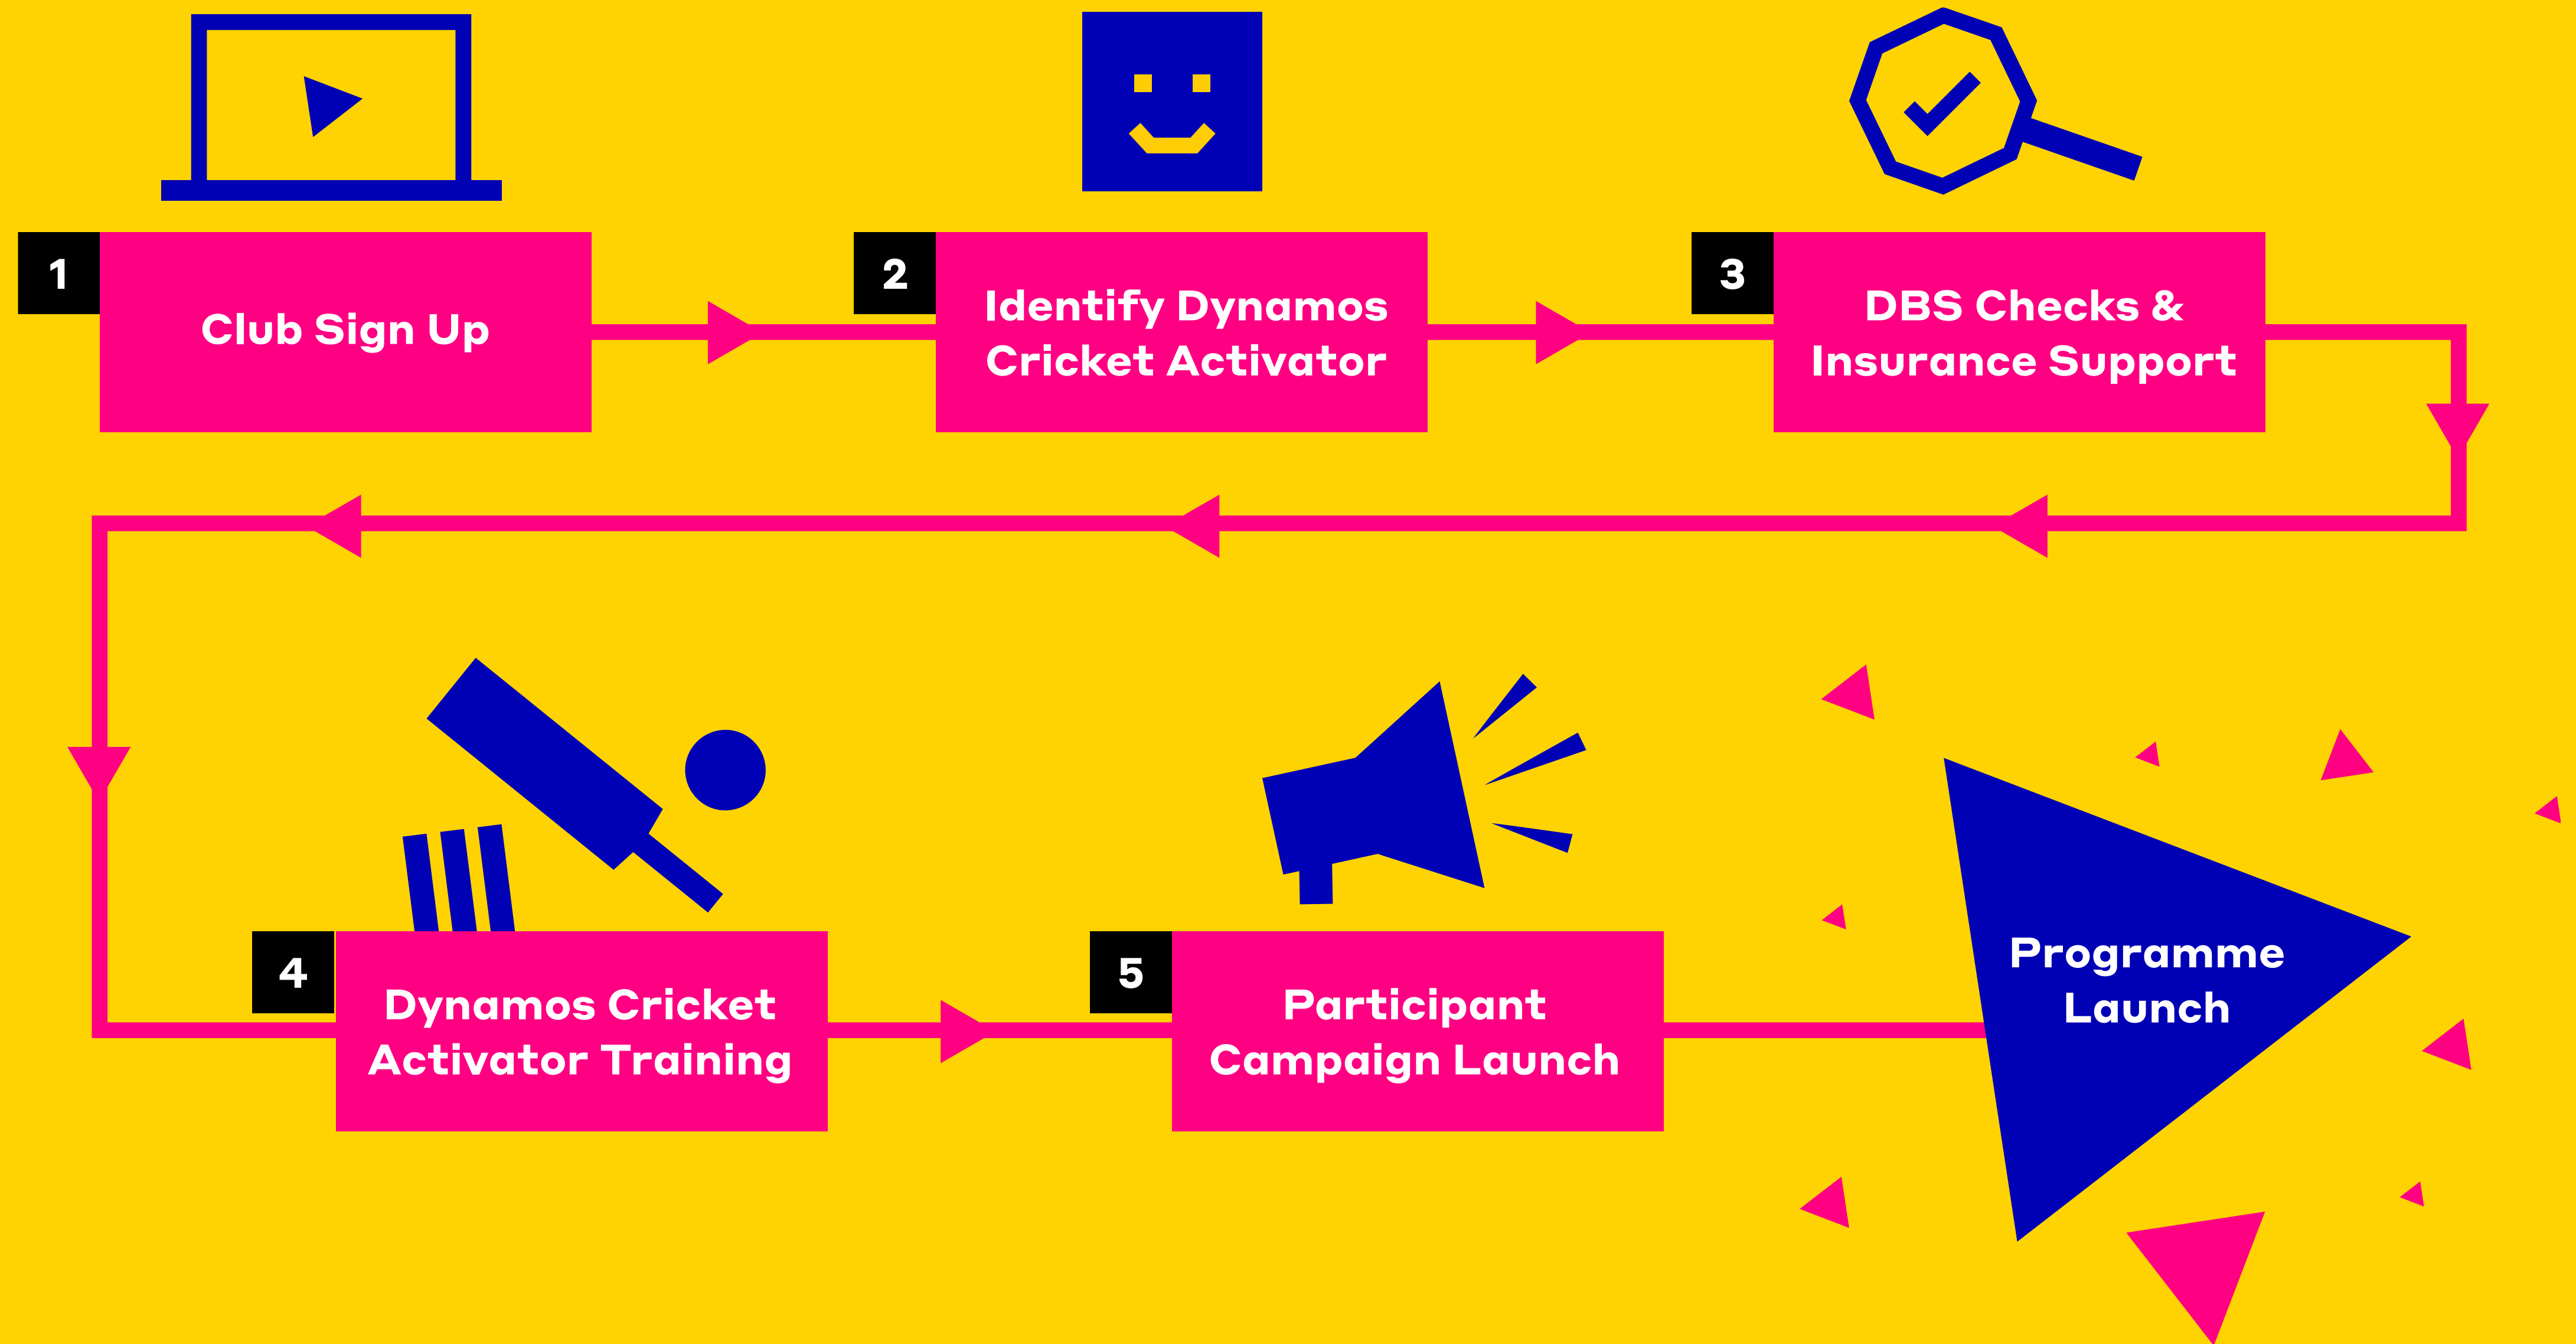 1
Club Sign Up
2
Identify Dynamos
Cricket Activator
3
DBS Checks &
Insurance Support
4
Dynamos Cricket
Activator Training
5
Participant
Campaign Launch
Programme
Launch